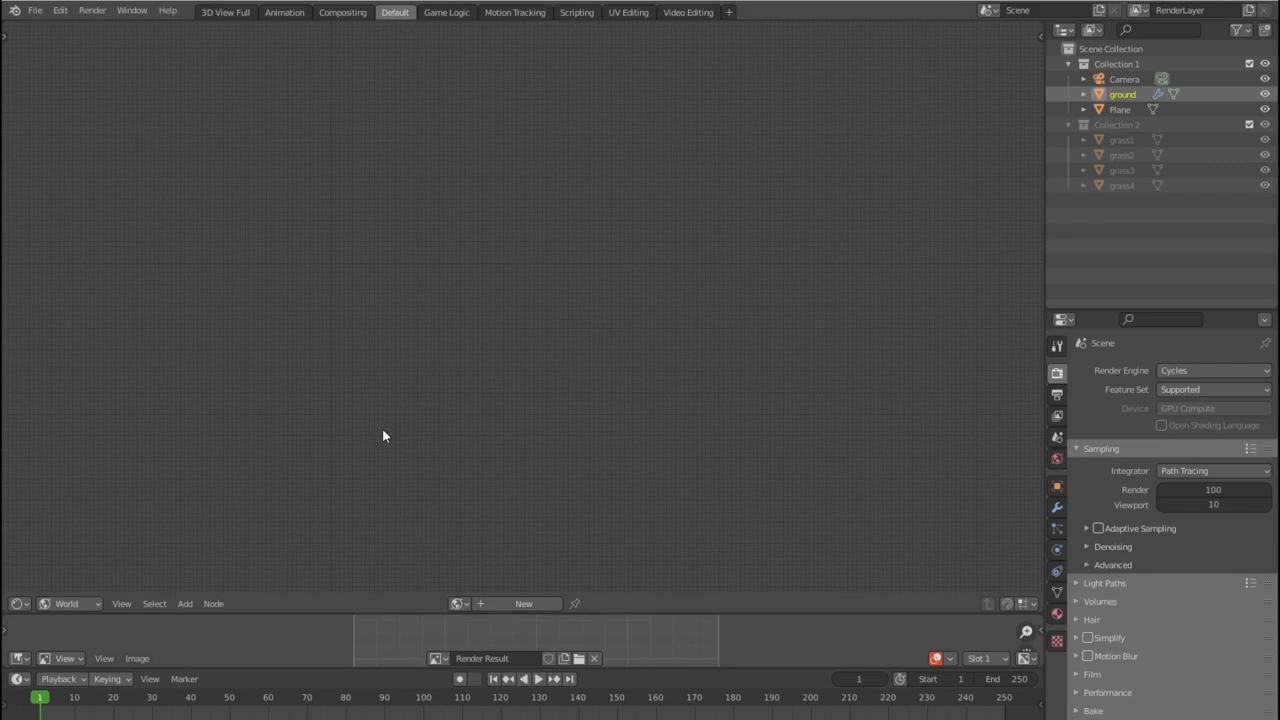 File Edit Render Window Help 3D View Full Animation Compositing Default Game Logic Motion Tracking Scripting UV Editing Video Editing Scene RenderLayer
Scene Collection
Collection 1
Camera
ground
Plane
Collection 2
grass1
grass2
grass3
grass4
Scene
Render Engine Cycles
Feature Set Supported
Device GPU Compute
Open Shading Language
Sampling
Integrator Path Tracing
Render 100
Viewport 10
Adaptive Sampling
Denoising
Advanced
Light Paths
Volumes
Hair
Simplify
Motion Blur
Film
Performance
Bake
World View Select Add Node New
View View Image Render Result Slot 1
Playback Keying View Marker 1 Start 1 End 250
1 10 20 30 40 50 60 70 80 90 100 110 120 130 140 150 160 170 180 190 200 210 220 230 240 250